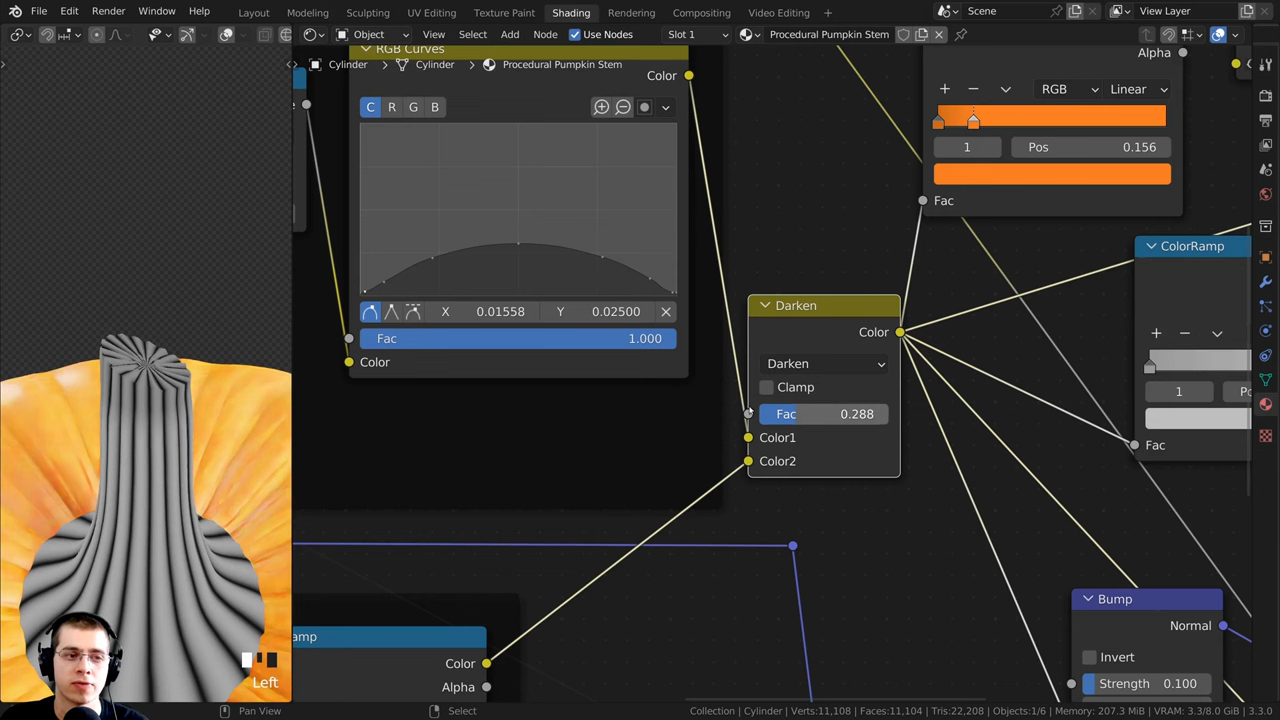 File Edit Render Window Help Layout Modeling Sculpting UV Editing Texture Paint Shading Animation Rendering Compositing Video Editing Scene View Layer
Object View Select Add Node Use Nodes Slot 1 Procedural Pumpkin Stem
RGB Curves
Cylinder Cylinder Procedural Pumpkin Stem
Color
C R G B
X 0.01558 Y 0.02500
Fac 1.000
Color
Alpha
RGB Linear
1 Pos 0.156
Fac
ColorRamp
1
Fac
Darken
Color
Darken
Clamp
Fac 0.288
Color1
Color2
Color
Alpha
Bump
Normal
Invert
Strength 0.100
Left
Pan View Select Collection | Cylinder | Verts:11,108 | Faces:11,104 | Tris:22,208 | Objects:1/6 | Memory: 207.3 MiB | VRAM: 3.3/8.0 GiB | 3.3.0